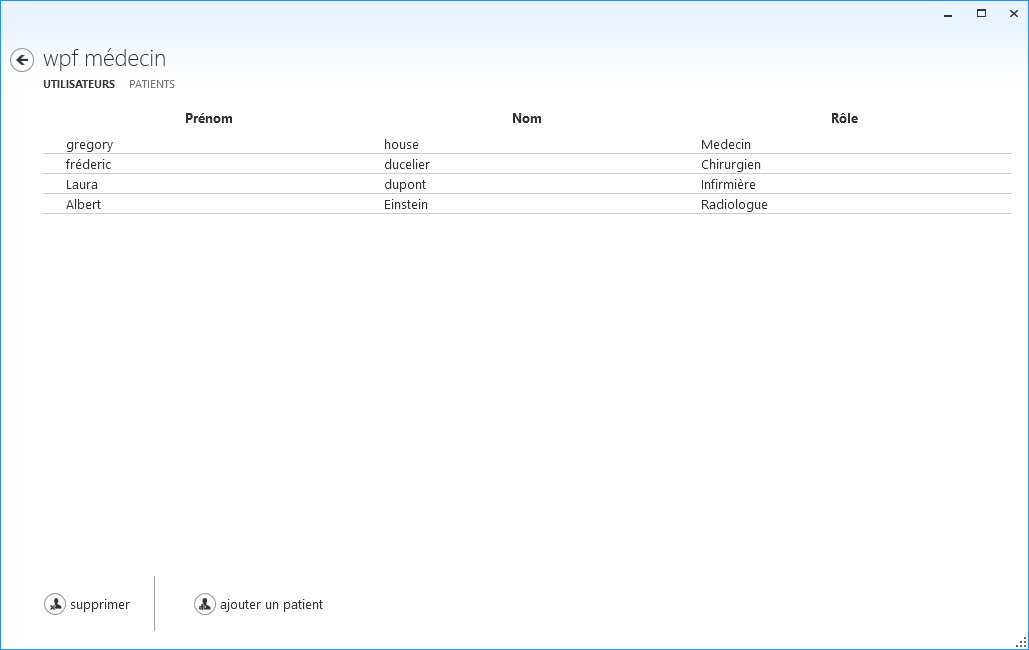 wpf médecin
UTILISATEURS PATIENTS
Prénom Nom Rôle
gregory house Medecin
fréderic ducelier Chirurgien
Laura dupont Infirmière
Albert Einstein Radiologue
supprimer ajouter un patient